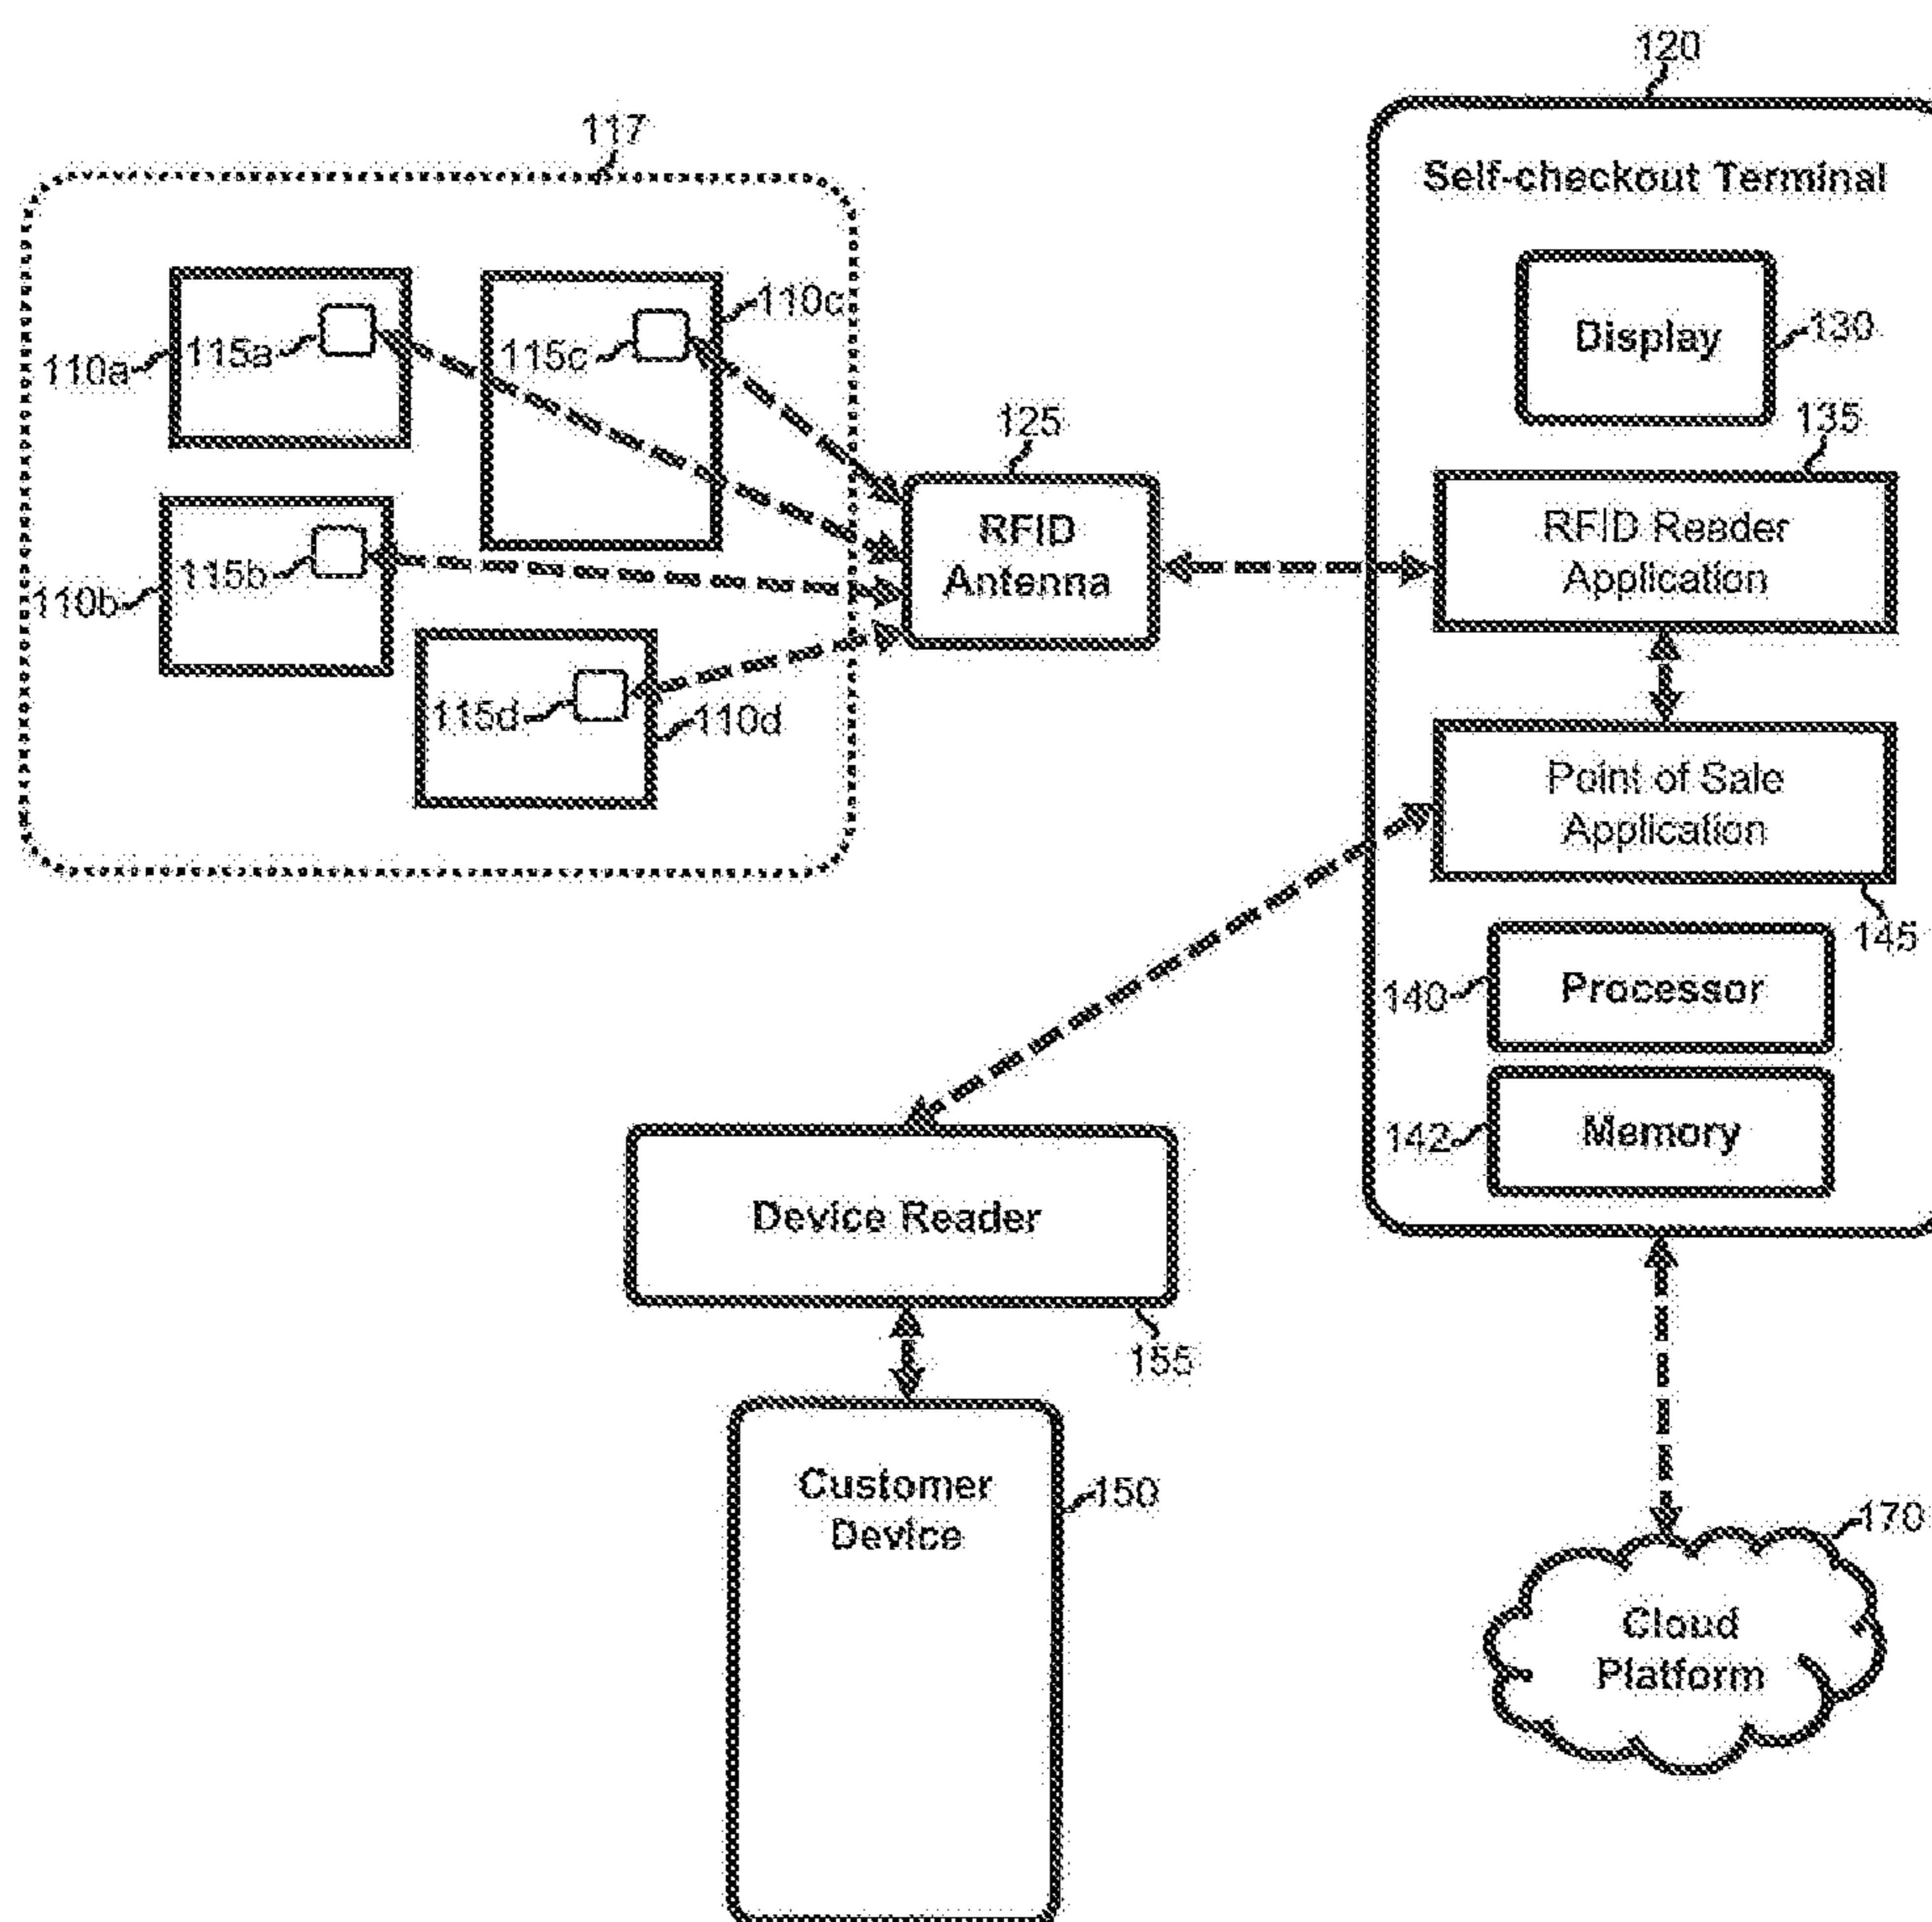 120
117
Self-checkout Terminal
110c
115a
115c
110a
Display
130
125
135
RFID
Antenna
RFID Reader
Application
115b
110b
115d
110d
Point of Sale
Application
145
140
Processor
142
Memory
Device Reader
155
Customer
Device
150
170
Cloud
Platform